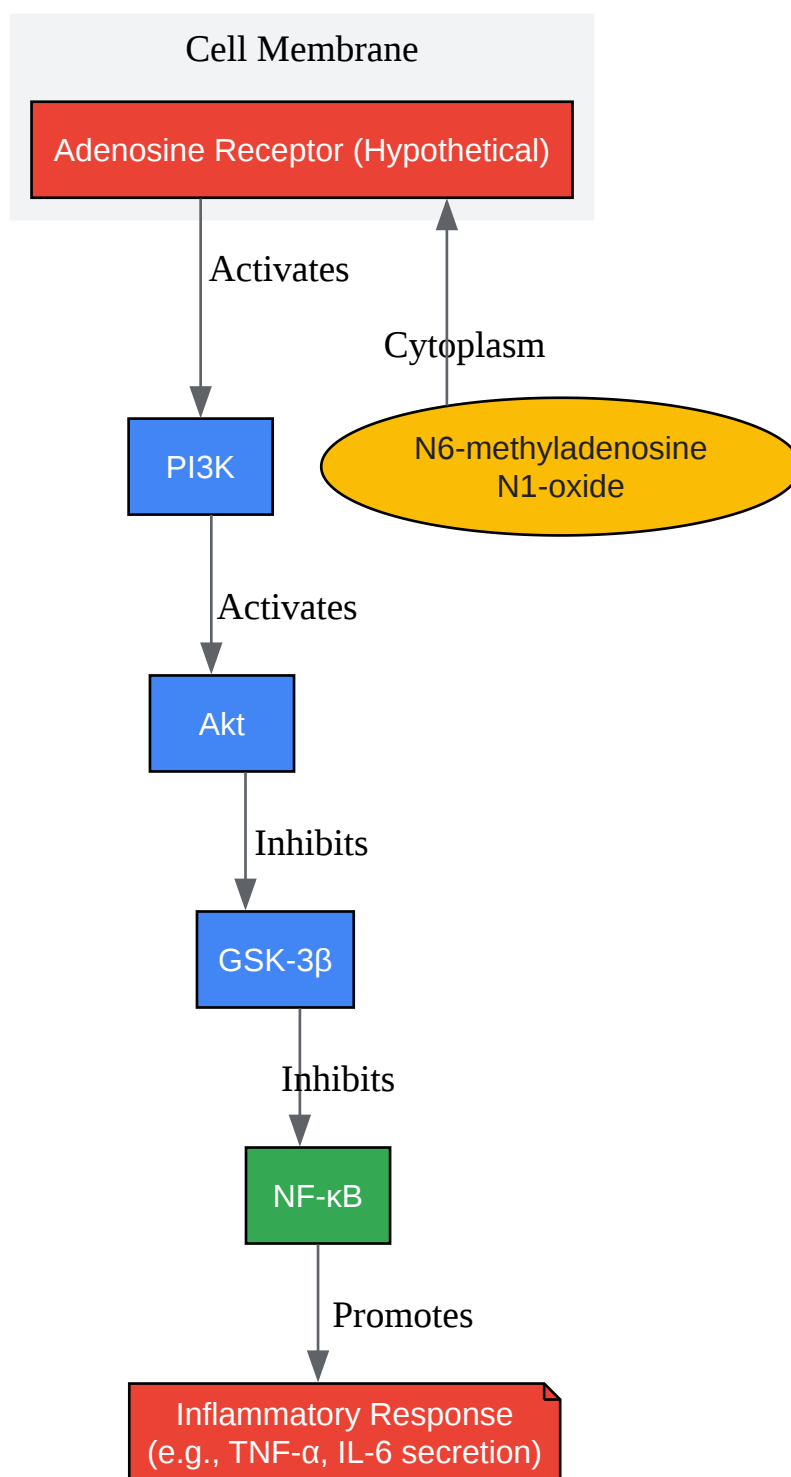 Cell Membrane
Adenosine Receptor (Hypothetical)
Activates
Cytoplasm
PI3K
N6-methyladenosine
N1-oxide
Activates
Akt
Inhibits
GSK-3β
Inhibits
NF-κB
Promotes
Inflammatory Response
(e.g., TNF-α, IL-6 secretion)